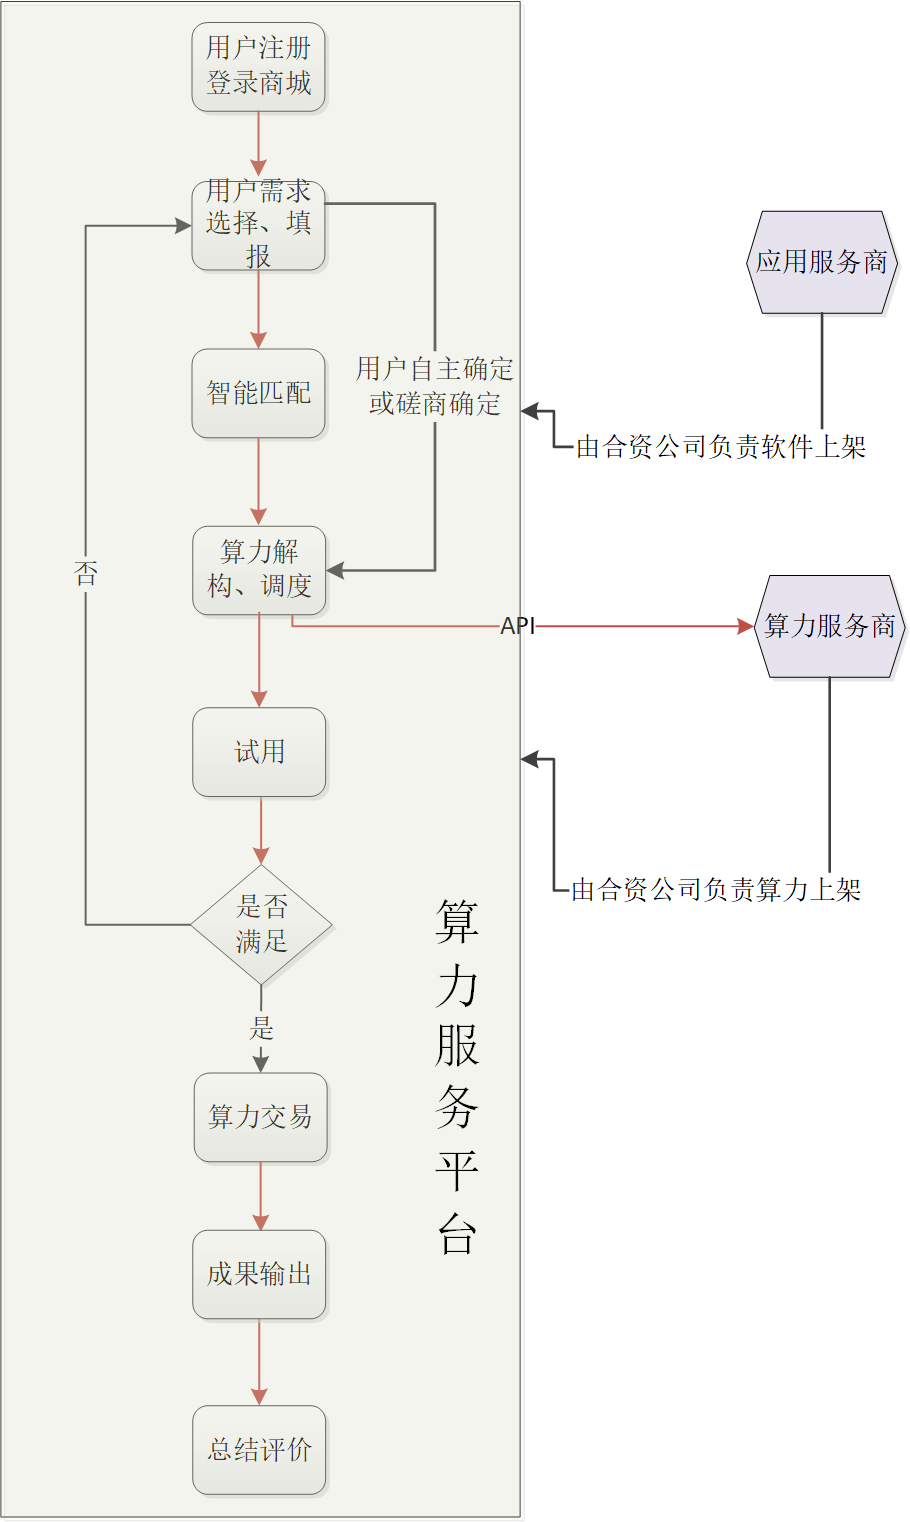 用户注册
登录商城
用户需求
选择、填
报
应用服务商
智能匹配
用户自主确定
或磋商确定
由合资公司负责软件上架
算力解
构、调度
否
API
算力服务商
试用
由合资公司负责算力上架
是否
满足
算力服务平台
是
算力交易
成果输出
总结评价